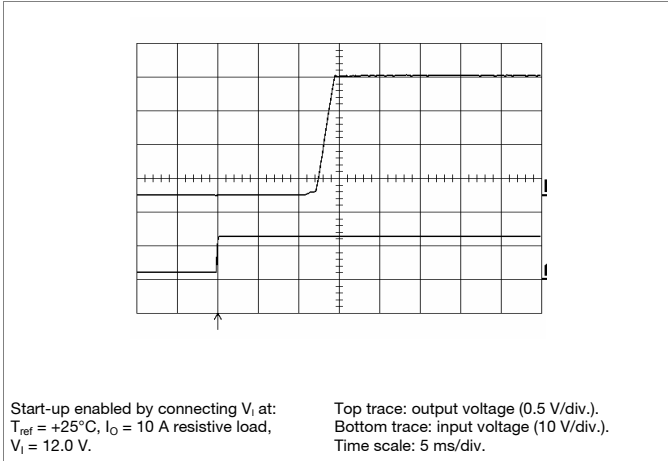 Start-up enabled by connecting VI at:
Tref = +25°C, IO = 10 A resistive load,
VI = 12.0 V.
Top trace: output voltage (0.5 V/div.).
Bottom trace: input voltage (10 V/div.).
Time scale: 5 ms/div.